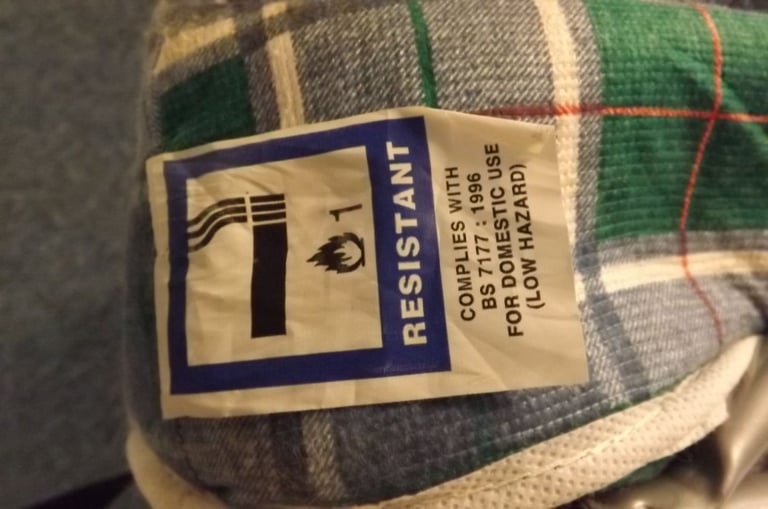 1
RESISTANT
COMPLIES WITH
BS 7177 : 1996
FOR DOMESTIC USE
(LOW HAZARD)